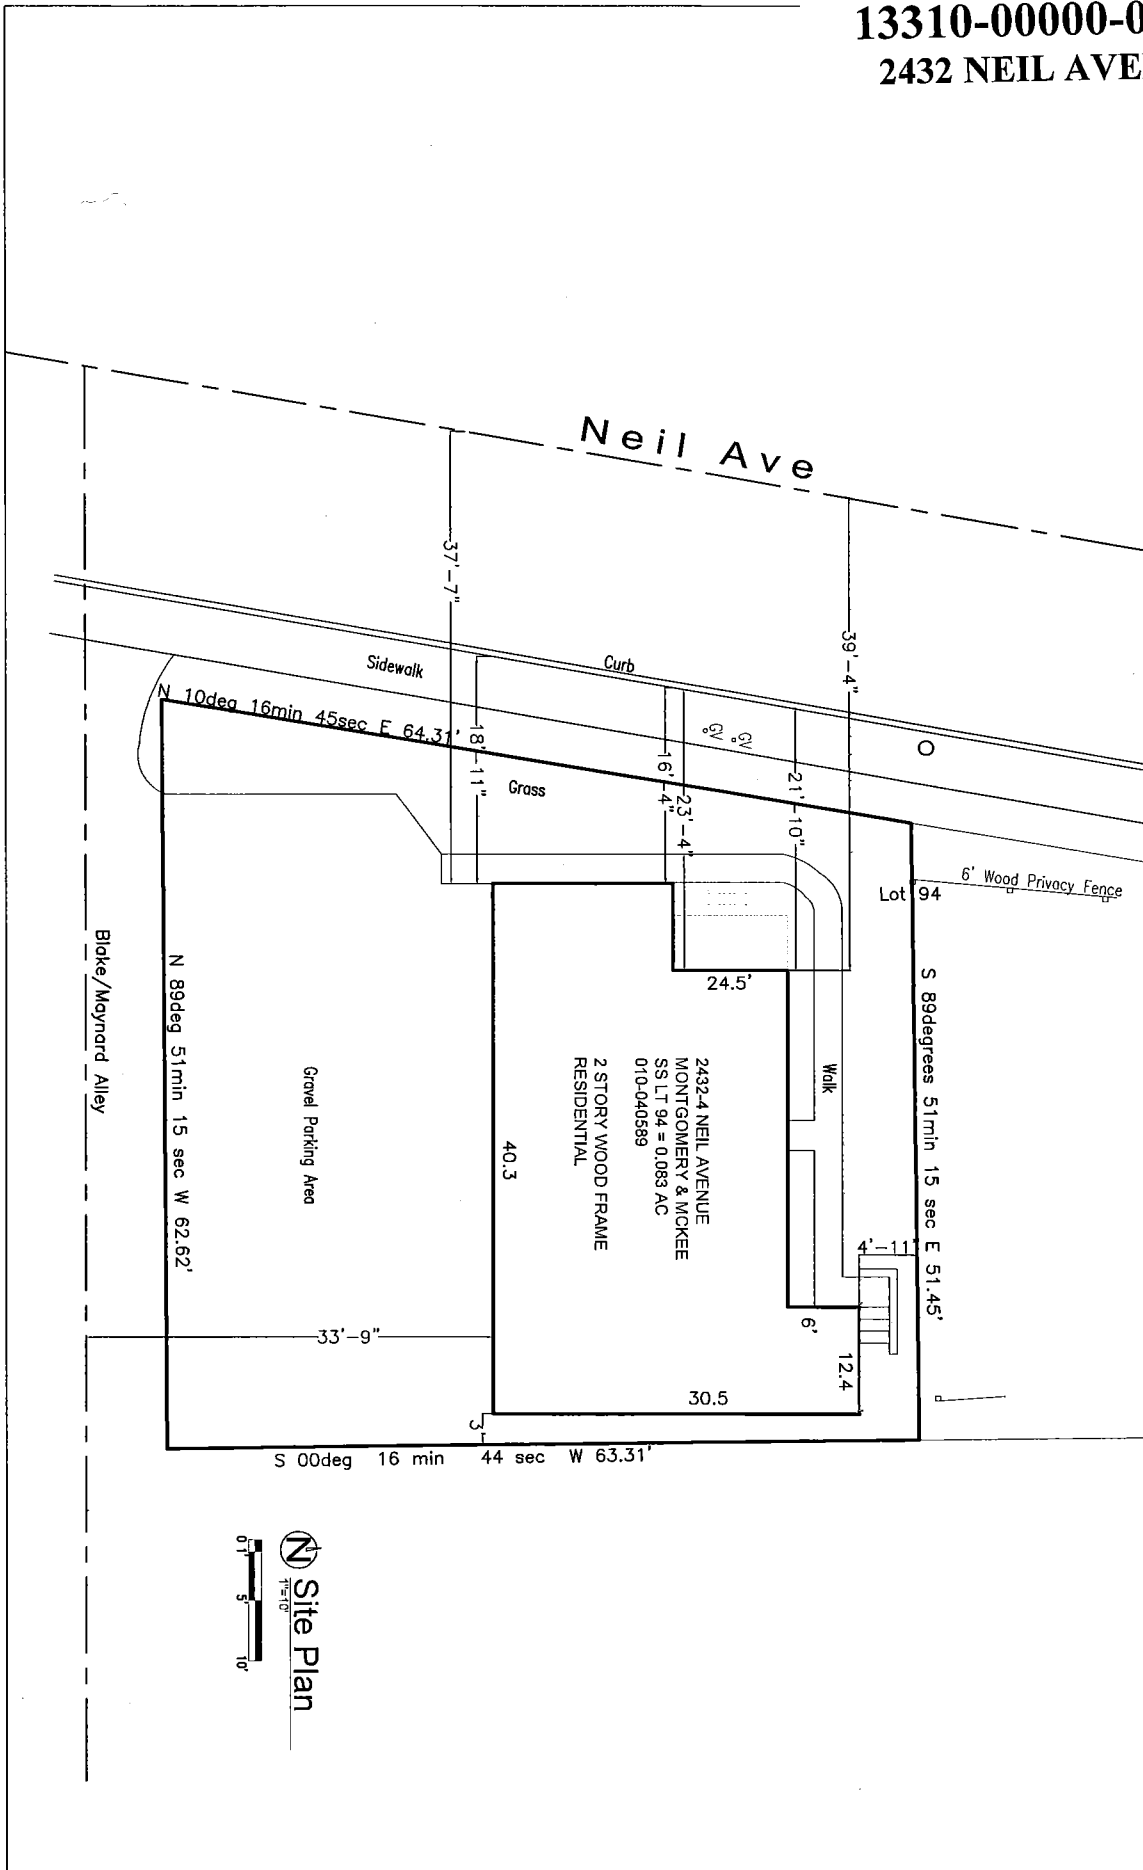 13310-00000-0
2432 NEIL AVE
Neil Ave
37'-7"
39'-4"
Sidewalk
Curb
N 10deg 16min 45sec E 64.31'
18'-11"
16'-4"
23'-4"
21'-10"
GV
GV
Grass
6' Wood Privacy Fence
Lot 94
24.5'
Blake/Maynard Alley
N 89deg 51min 15 sec W 62.62'
S 89degrees 51min 15 sec E 51.45'
Walk
Gravel Parking Area
2432-4 NEIL AVENUE
MONTGOMERY & MCKEE
SS LT 94 = 0.083 AC
010-040589
2 STORY WOOD FRAME
RESIDENTIAL
40.3
4'-11"
6'
12.4
33'-9"
30.5
3'
S 00deg 16 min 44 sec W 63.31'
N Site Plan
1"=10'
0 1' 5' 10'